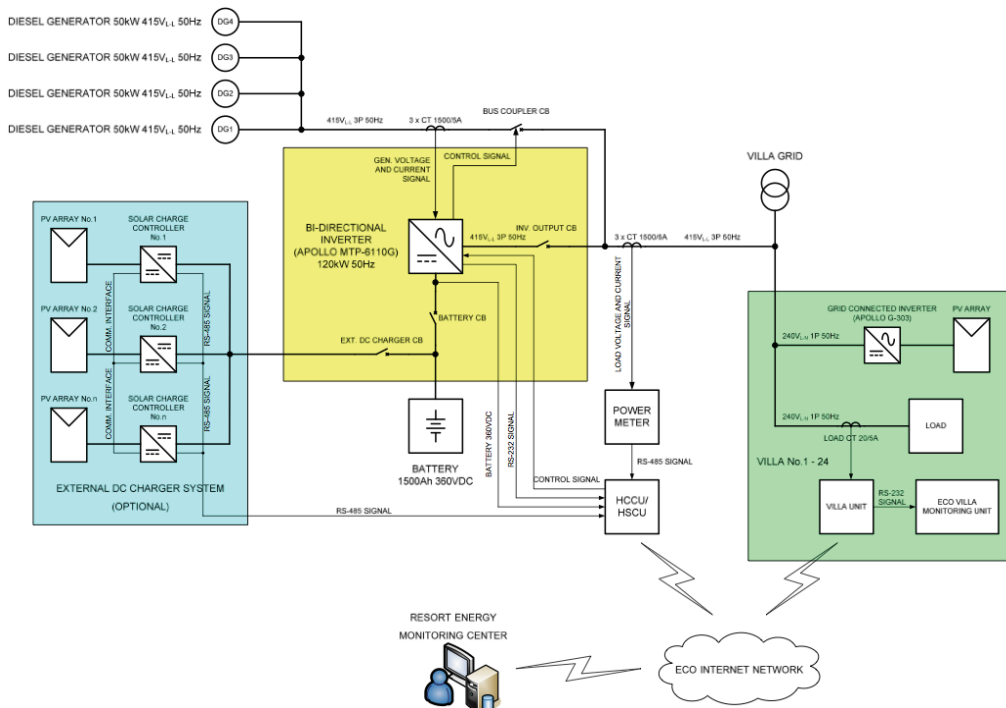 DIESEL GENERATOR 50kW 415VL-L 50Hz
DG4
DIESEL GENERATOR 50kW 415VL-L 50Hz
DG3
DIESEL GENERATOR 50kW 415VL-L 50Hz
DG2
DIESEL GENERATOR 50kW 415VL-L 50Hz
DG1
415VL-L 3P 50Hz
3 x CT 1500/5A
BUS COUPLER CB
GEN. VOLTAGE
AND CURRENT
SIGNAL
CONTROL SIGNAL
BI-DIRECTIONAL
INVERTER
(APOLLO MTP-6110G)
120kW 50Hz
415VL-L 3P 50Hz
INV. OUTPUT CB
BATTERY CB
EXT. DC CHARGER CB
3 x CT 1500/5A
415VL-L 3P 50Hz
VILLA GRID
PV ARRAY No.1
SOLAR CHARGE
CONTROLLER
No.1
PV ARRAY No.2
SOLAR CHARGE
CONTROLLER
No.2
PV ARRAY No.n
SOLAR CHARGE
CONTROLLER
No.n
COMM. INTERFACE
COMM. INTERFACE
RS-485 SIGNAL
RS-485 SIGNAL
EXTERNAL DC CHARGER SYSTEM
(OPTIONAL)
BATTERY
1500Ah 360VDC
BATTERY 360VDC
RS-232 SIGNAL
CONTROL SIGNAL
RS-485 SIGNAL
LOAD VOLTAGE AND CURRENT
SIGNAL
POWER
METER
RS-485 SIGNAL
HCCU/
HSCU
GRID CONNECTED INVERTER
(APOLLO G-303)
PV ARRAY
240VL-N 1P 50Hz
240VL-N 1P 50Hz
LOAD CT 20/5A
LOAD
VILLA No.1 - 24
VILLA UNIT
RS-232
SIGNAL
ECO VILLA
MONITORING UNIT
RESORT ENERGY
MONITORING CENTER
ECO INTERNET NETWORK